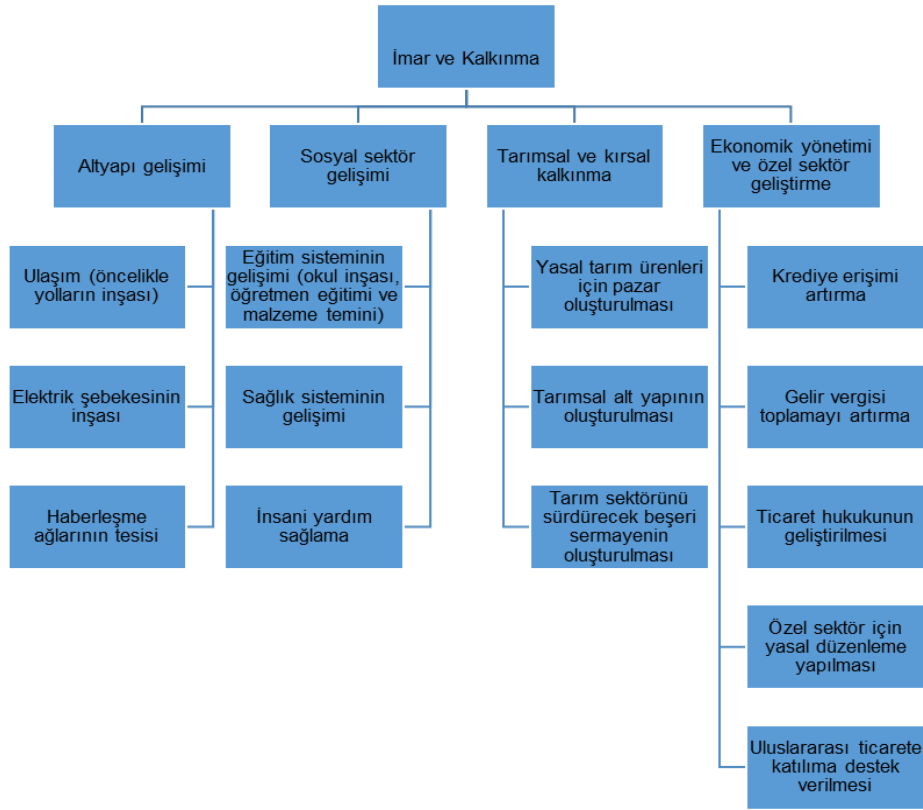 İmar ve Kalkınma
Altyapı gelişimi
Ulaşım (öncelikle
yolların inşası)
Elektrik şebekesinin
inşası
Haberleşme
ağlarının tesisi
Sosyal sektör
gelişimi
Eğitim sisteminin
gelişimi (okul inşası,
öğretmen eğitimi ve
malzeme temini)
Sağlık sisteminin
gelişimi
İnsani yardım
sağlama
Tarımsal ve kırsal
kalkınma
Yasal tarım ürenleri
için pazar
oluşturulması
Tarımsal alt yapının
oluşturulması
Tarım sektörünü
sürdürecek beşeri
sermayenin
oluşturulması
Ekonomik yönetimi
ve özel sektör
geliştirme
Krediye erişimi
artırma
Gelir vergisi
toplamayı artırma
Ticaret hukukunun
geliştirilmesi
Özel sektör için
yasal düzenleme
yapılması
Uluslararası ticarete
katılıma destek
verilmesi